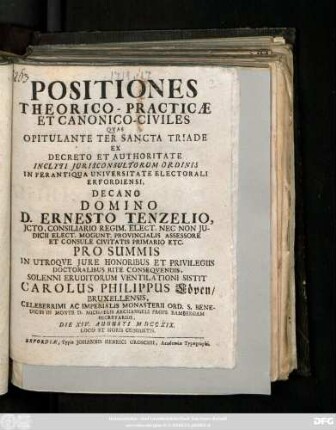 POSITIONES
THEORICO-PRACTICÆ
ET CANONICO-CIVILES
QVAS
OPITULANTE TER SANCTA TRIADE
EX
DECRETO ET AUTHORITATE
INCLYTI JURISCONSULTORUM ORDINIS
IN PERANTIQUA UNIVERSITATE ELECTORALI
ERFORDIENSI,
DECANO
DOMINO
D. ERNESTO TENZELIO,
JCTO, CONSILIARIO REGIM. ELECT. NEC NON JU-
DICII ELECT. MOGUNT. PROVINCIALIS ASSESSORE
ET CONSULE CIVITATIS PRIMARIO ETC.
PRO SUMMIS
IN UTROQVE JURE HONORIBUS ET PRIVILEGIIS
DOCTORALIBUS RITE CONSEQVENDIS,
SOLENNI ERUDITORUM VENTILATIONI SISTIT
CAROLUS PHILIPPUS
BRUXELLENSIS,
CELEBERRIMI AC IMPERIALIS MONASTERII ORD. S. BENE-
DICTI IN MONTE D. MICHAELIS ARCHANGELI PROPE BAMBERGAM
SECRETARIUS,
DIE XIV. AUGUSTI MDCCXIX.
LOCO ET HORIS CONSUETIS.
ERFORDIÆ, Typis JOHANNIS HENRICI GROSCHII, Academiæ Typographi.